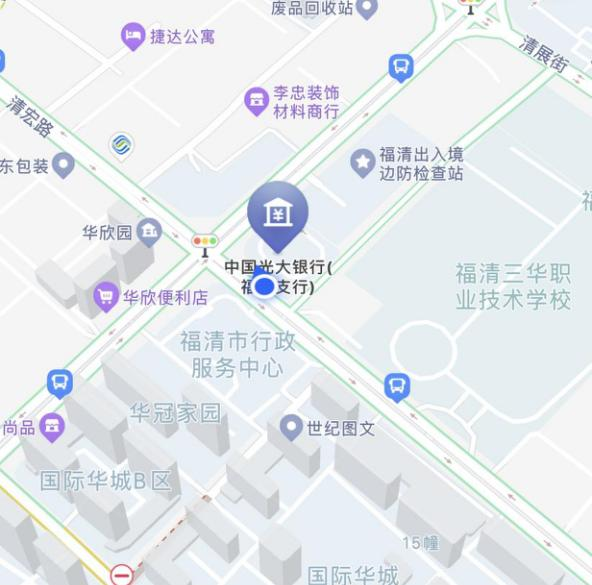 废品回收站
捷达公寓
清展街
李忠装饰
材料商行
清宏路
东包装
福清出入境
边防检查站
华欣园
中国光大银行(
支行)
福清三华职
业技术学校
华欣便利店
福清市行政
服务中心
华冠家园
尚品
世纪图文
国际华城B区
15幢
国际华城